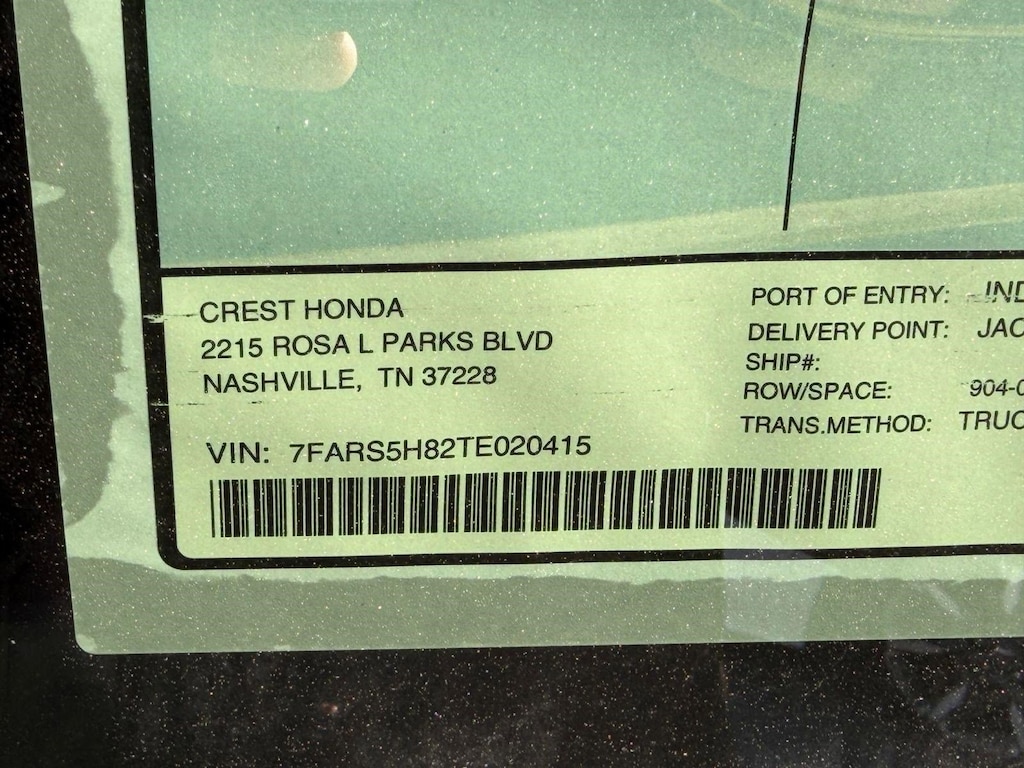 CREST HONDA
2215 ROSA L PARKS BLVD
NASHVILLE, TN 37228
VIN: 7FARS5H82TE020415
PORT OF ENTRY:
DELIVERY POINT:
SHIP#:
ROW/SPACE:
TRANS.METHOD: